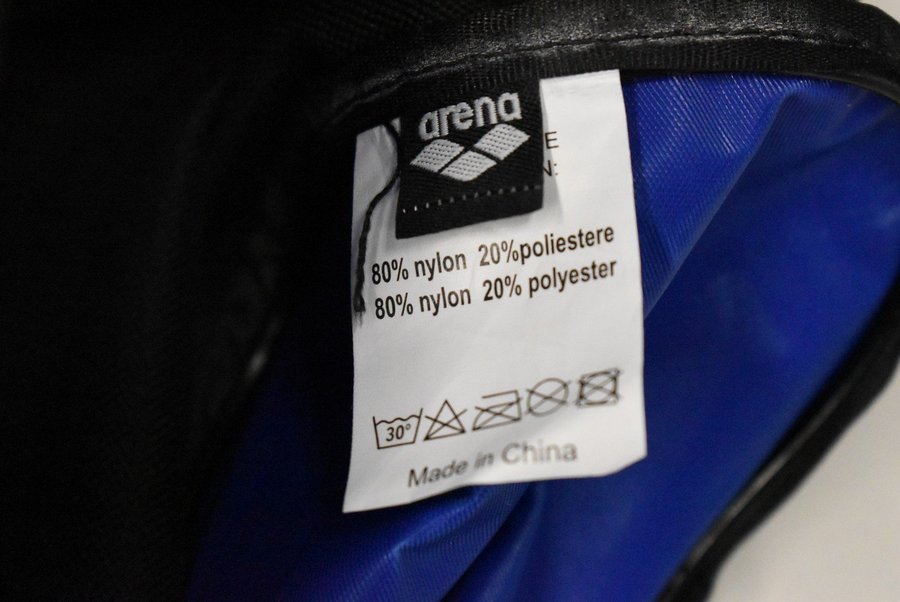 arena
E
N:
80% nylon 20%poliestere
80% nylon 20% polyester
30°
Made in China